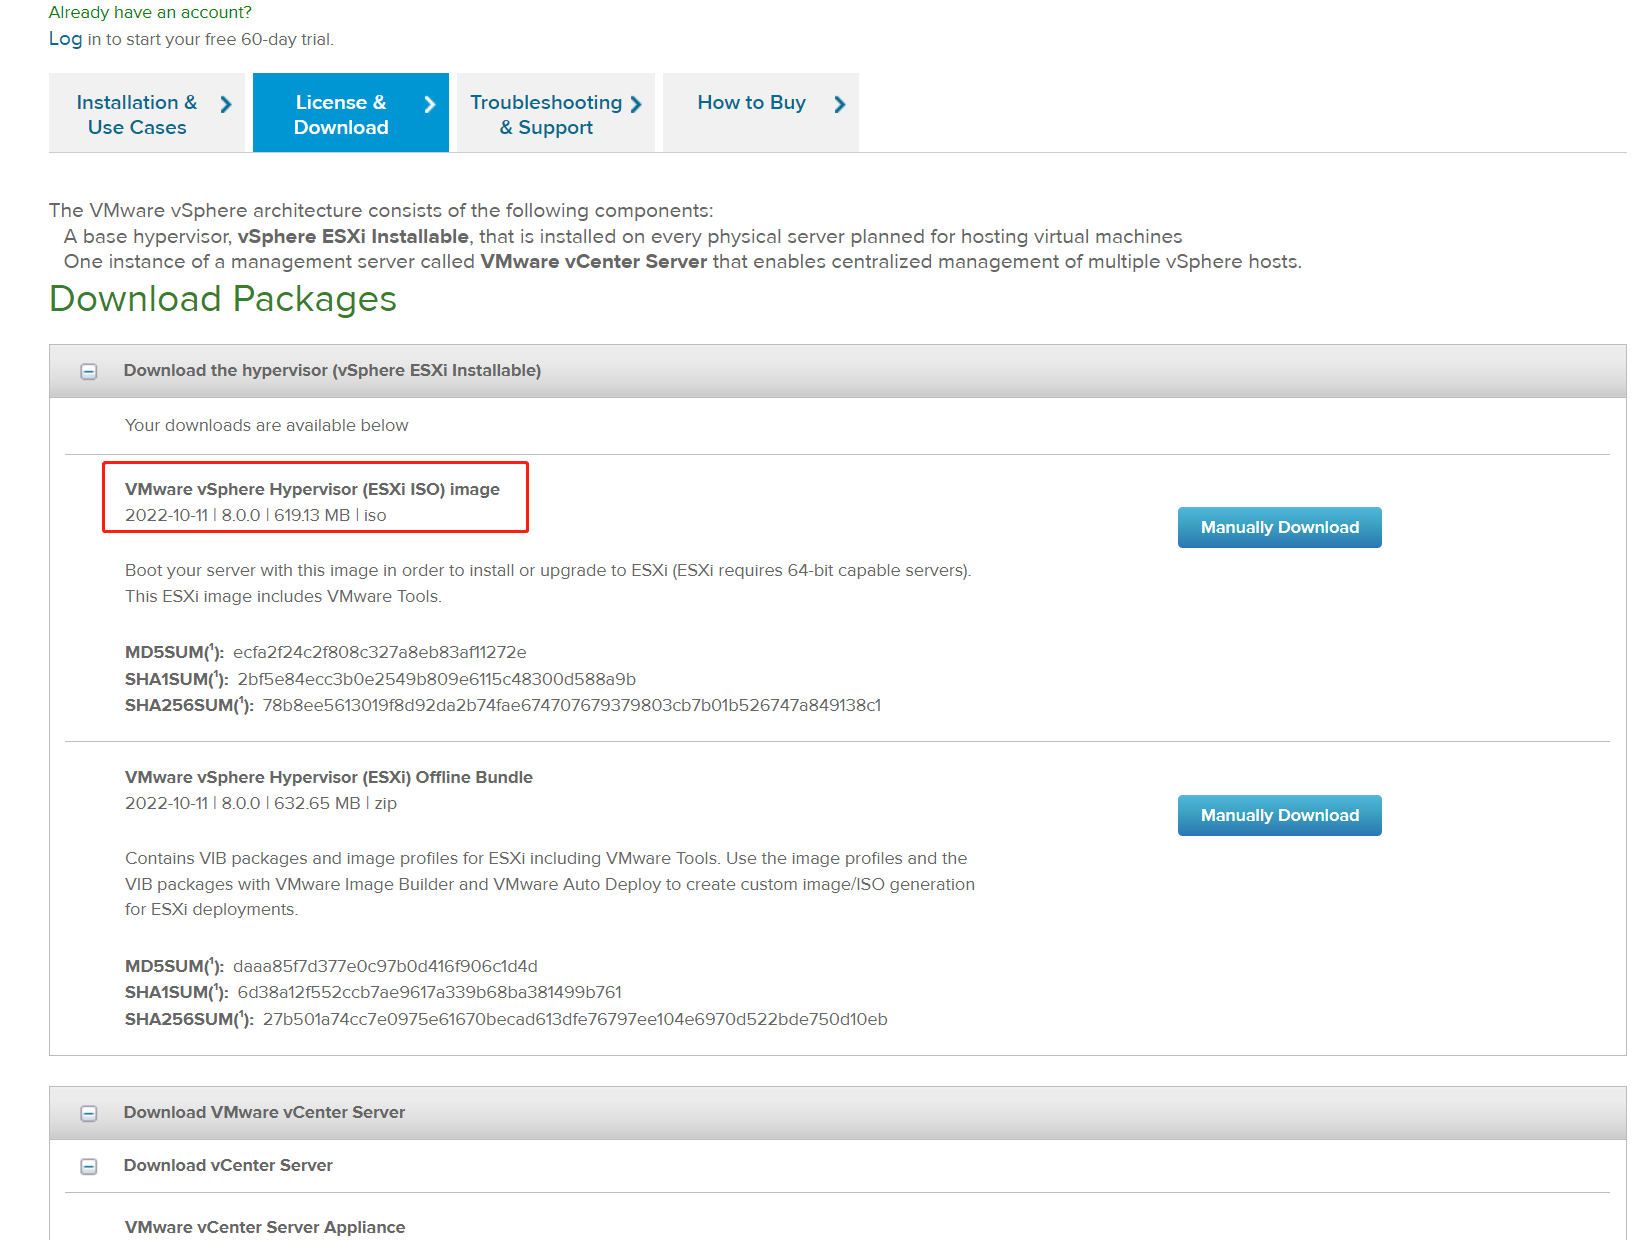 Already have an account?
Log in to start your free 60-day trial.
Installation &
Use Cases
License &
Download
Troubleshooting
& Support
How to Buy
The VMware vSphere architecture consists of the following components:
A base hypervisor, vSphere ESXi Installable, that is installed on every physical server planned for hosting virtual machines
One instance of a management server called VMware vCenter Server that enables centralized management of multiple vSphere hosts.
Download Packages
Download the hypervisor (vSphere ESXi Installable)
Your downloads are available below
VMware vSphere Hypervisor (ESXi ISO) image
2022-10-11 | 8.0.0 | 619.13 MB | iso
Manually Download
Boot your server with this image in order to install or upgrade to ESXi (ESXi requires 64-bit capable servers).
This ESXi image includes VMware Tools.
MD5SUM(1): ecfa2f24c2f808c327a8eb83af11272e
SHA1SUM(1): 2bf5e84ecc3b0e2549b809e6115c48300d588a9b
SHA256SUM(1): 78b8ee5613019f8d92da2b74fae674707679379803cb7b01b526747a849138c1
VMware vSphere Hypervisor (ESXi) Offline Bundle
2022-10-11 | 8.0.0 | 632.65 MB | zip
Manually Download
Contains VIB packages and image profiles for ESXi including VMware Tools. Use the image profiles and the
VIB packages with VMware Image Builder and VMware Auto Deploy to create custom image/ISO generation
for ESXi deployments.
MD5SUM(1): daaa85f7d377e0c97b0d416f906c1d4d
SHA1SUM(1): 6d38a12f552ccb7ae9617a339b68ba381499b761
SHA256SUM(1): 27b501a74cc7e0975e61670becad613dfe76797ee104e6970d522bde750d10eb
Download VMware vCenter Server
Download vCenter Server
VMware vCenter Server Appliance